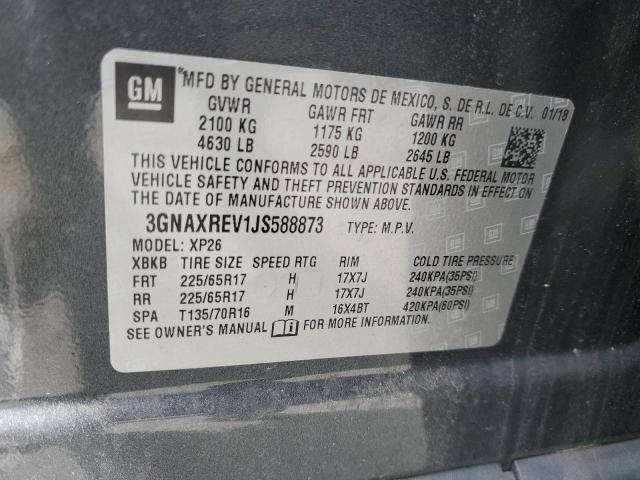 GM
*MFD BY GENERAL MOTORS DE MEXICO, S. DE R.L. DE C.V. 01/18
GVWR GAWR FRT GAWR RR
2100 KG 1175 KG 1200 KG
4630 LB 2590 LB 2645 LB
THIS VEHICLE CONFORMS TO ALL APPLICABLE U.S. FEDERAL MOTOR
VEHICLE SAFETY AND THEFT PREVENTION STANDARDS IN EFFECT ON
THE DATE OF MANUFACTURE SHOWN ABOVE.
3GNAXREV1JS588873 TYPE: M.P.V.
MODEL: XP26
XBKB TIRE SIZE SPEED RTG RIM COLD TIRE PRESSURE
FRT 225/65R17 H 17X7J 240KPA(35PSI)
RR 225/65R17 H 17X7J 240KPA(35PSI)
SPA T135/70R16 M 16X4BT 420KPA(60PSI)
SEE OWNER'S MANUAL FOR ADDITIONAL INFORMATION.